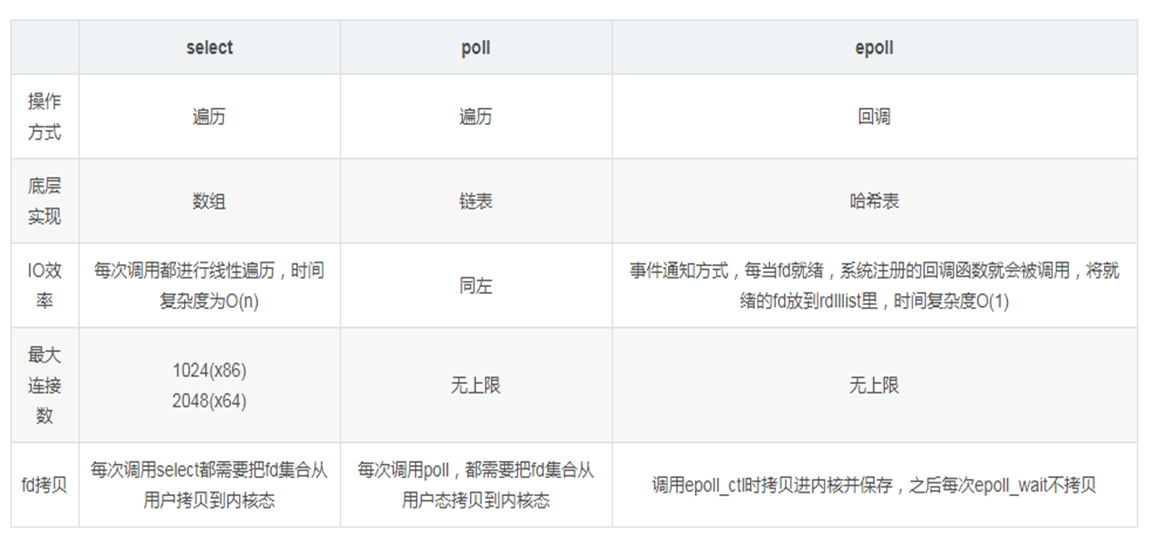 select poll epoll
操作
方式
遍历 遍历 回调
底层
实现
数组 链表 哈希表
IO效
率
每次调用都进行线性遍历，时间
复杂度为O(n)
同左
事件通知方式，每当fd就绪，系统注册的回调函数就会被调用，将就
绪的fd放到rdlllist里，时间复杂度O(1)
最大
连接
数
1024(x86)
2048(x64)
无上限 无上限
fd拷贝
每次调用select都需要把fd集合从
用户拷贝到内核态
每次调用poll，都需要把fd集合从
用户态拷贝到内核态
调用epoll_ctl时拷贝进内核并保存，之后每次epoll_wait不拷贝